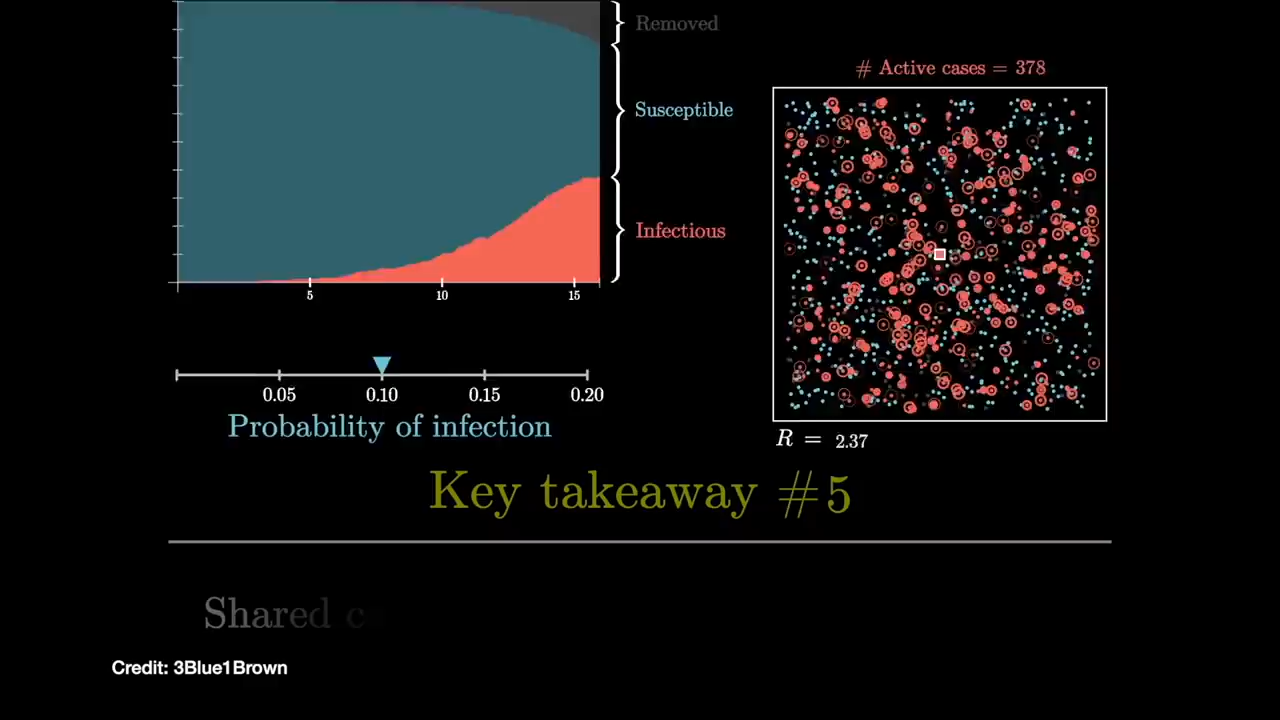 Removed
# Active cases = 378
Susceptible
Infectious
5
10
15
0.05
0.10
0.15
0.20
Probability of infection
R = 2.37
Key takeaway #5
Shared
Credit: 3Blue1Brown